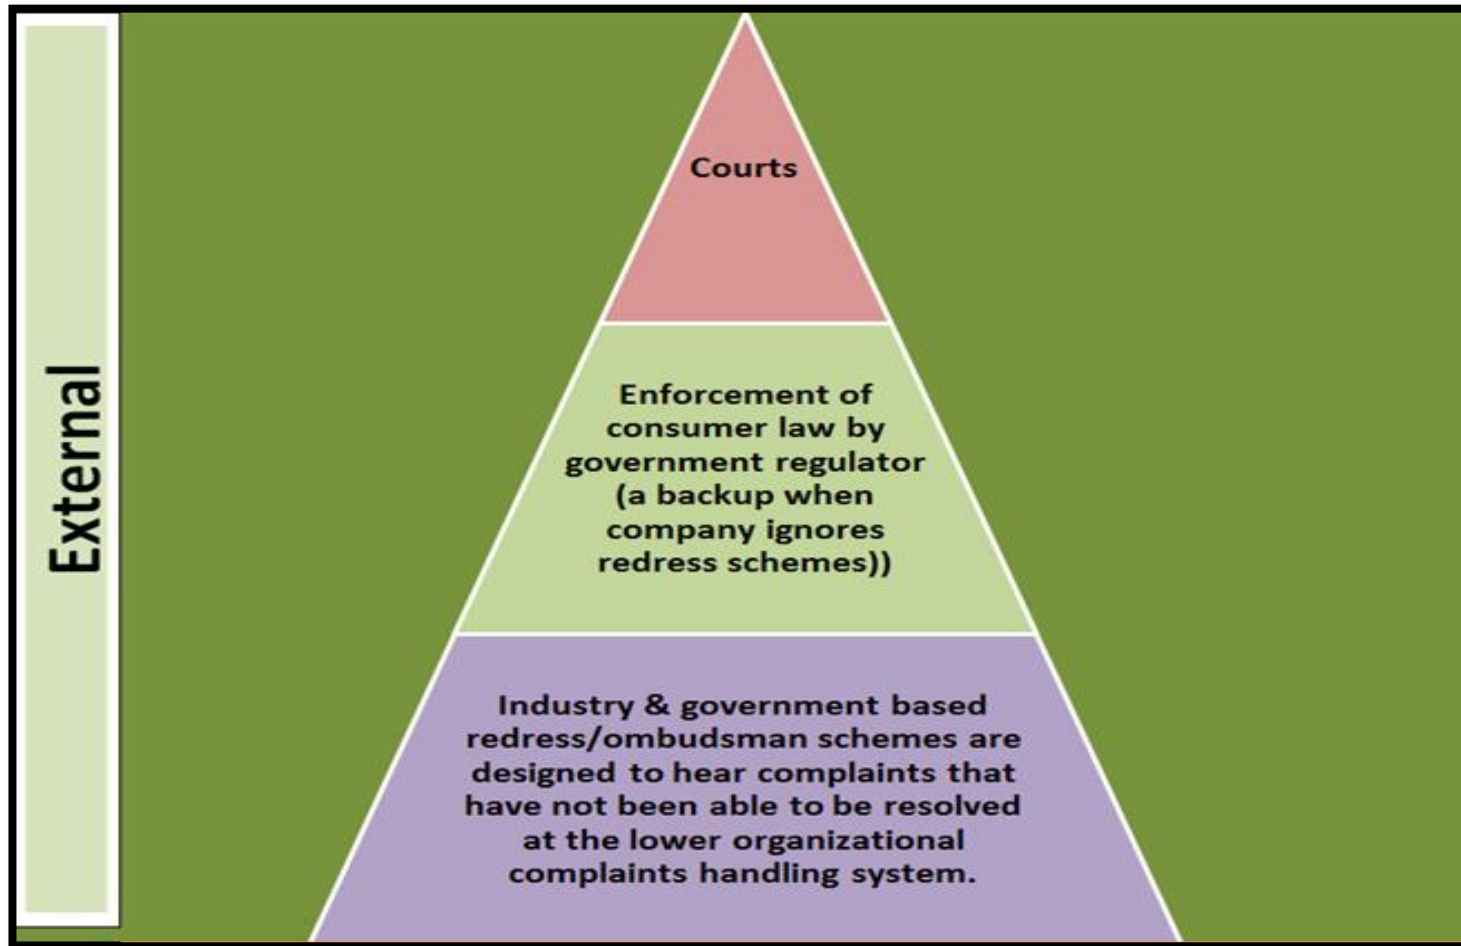 External
Courts
Enforcement of
consumer law by
government regulator
(a backup when
company ignores
redress schemes))
Industry & government based
redress/ombudsman schemes are
designed to hear complaints that
have not been able to be resolved
at the lower organizational
complaints handling system.